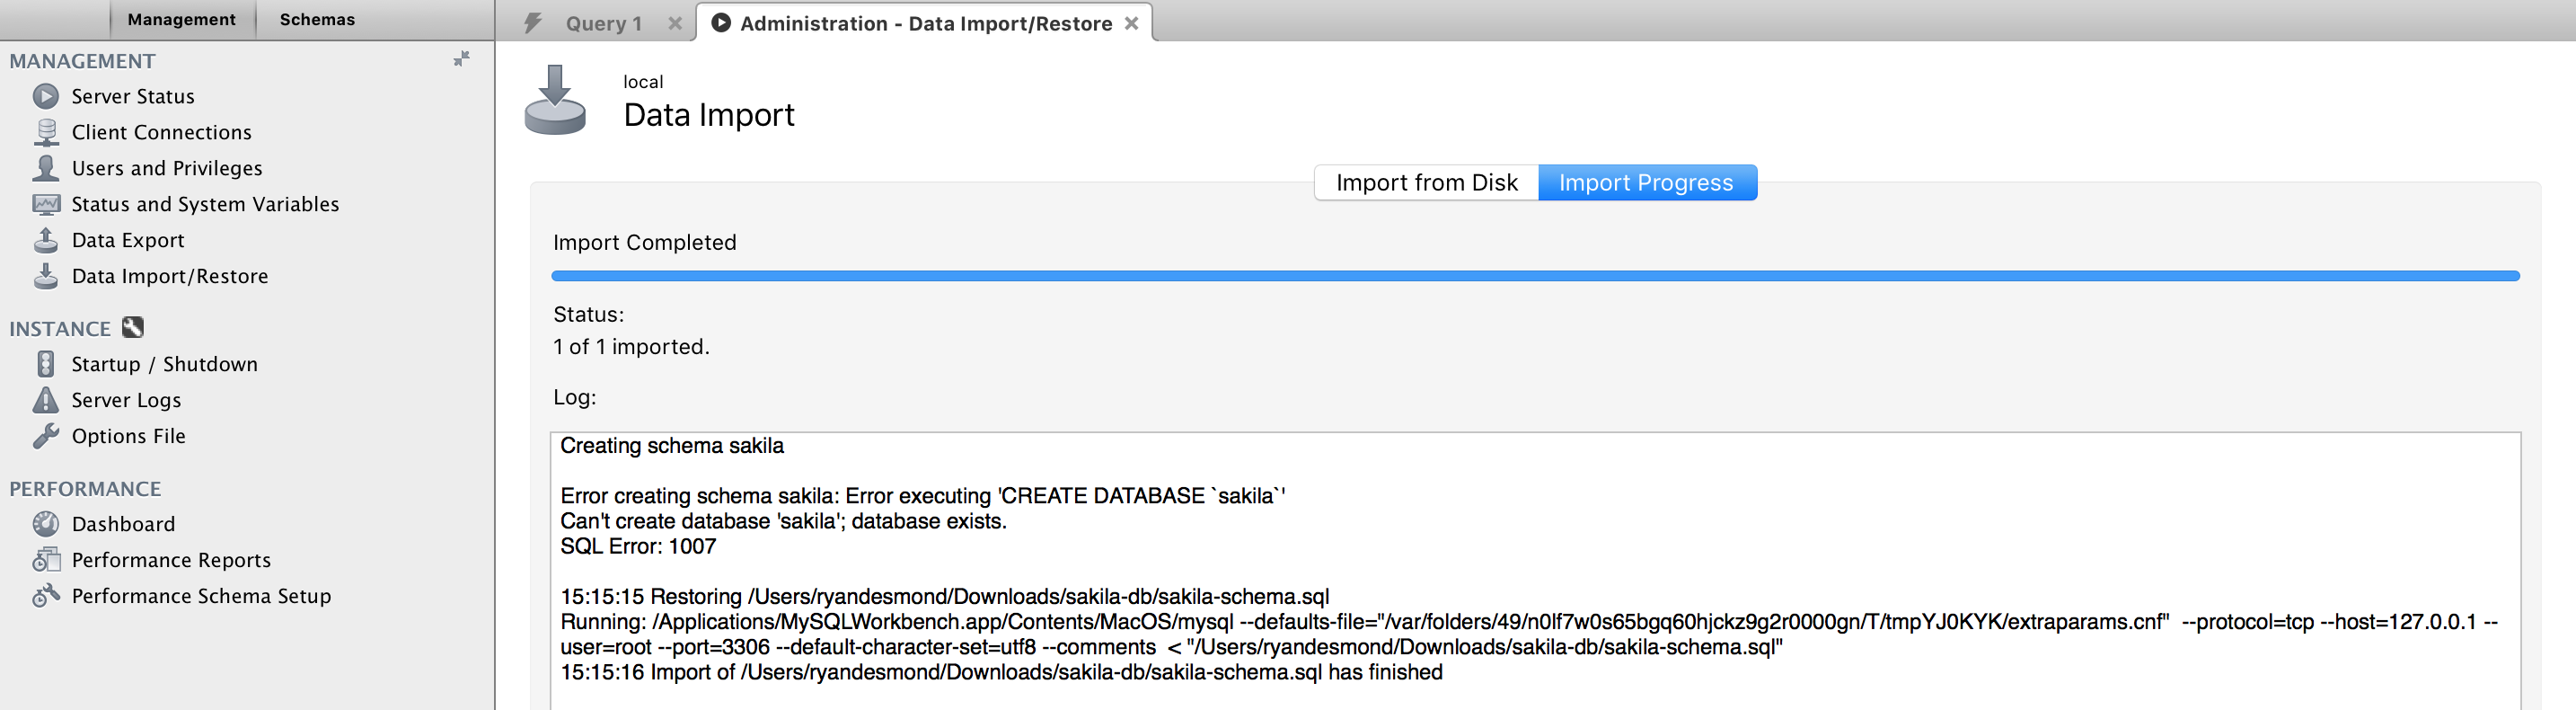 Management Schemas
Query 1 Administration - Data Import/Restore
MANAGEMENT
Server Status
Client Connections
Users and Privileges
Status and System Variables
Data Export
Data Import/Restore
INSTANCE
Startup / Shutdown
Server Logs
Options File
PERFORMANCE
Dashboard
Performance Reports
Performance Schema Setup
local
Data Import
Import from Disk Import Progress
Import Completed
Status:
1 of 1 imported.
Log:
Creating schema sakila
Error creating schema sakila: Error executing 'CREATE DATABASE `sakila`'
Can't create database 'sakila'; database exists.
SQL Error: 1007
15:15:15 Restoring /Users/ryandesmond/Downloads/sakila-db/sakila-schema.sql
Running: /Applications/MySQLWorkbench.app/Contents/MacOS/mysql --defaults-file="/var/folders/49/n0lf7w0s65bgq60hjckz9g2r0000gn/T/tmpYJ0KYK/extraparams.cnf"  --protocol=tcp --host=127.0.0.1 --
user=root --port=3306 --default-character-set=utf8 --comments  < "/Users/ryandesmond/Downloads/sakila-db/sakila-schema.sql"
15:15:16 Import of /Users/ryandesmond/Downloads/sakila-db/sakila-schema.sql has finished